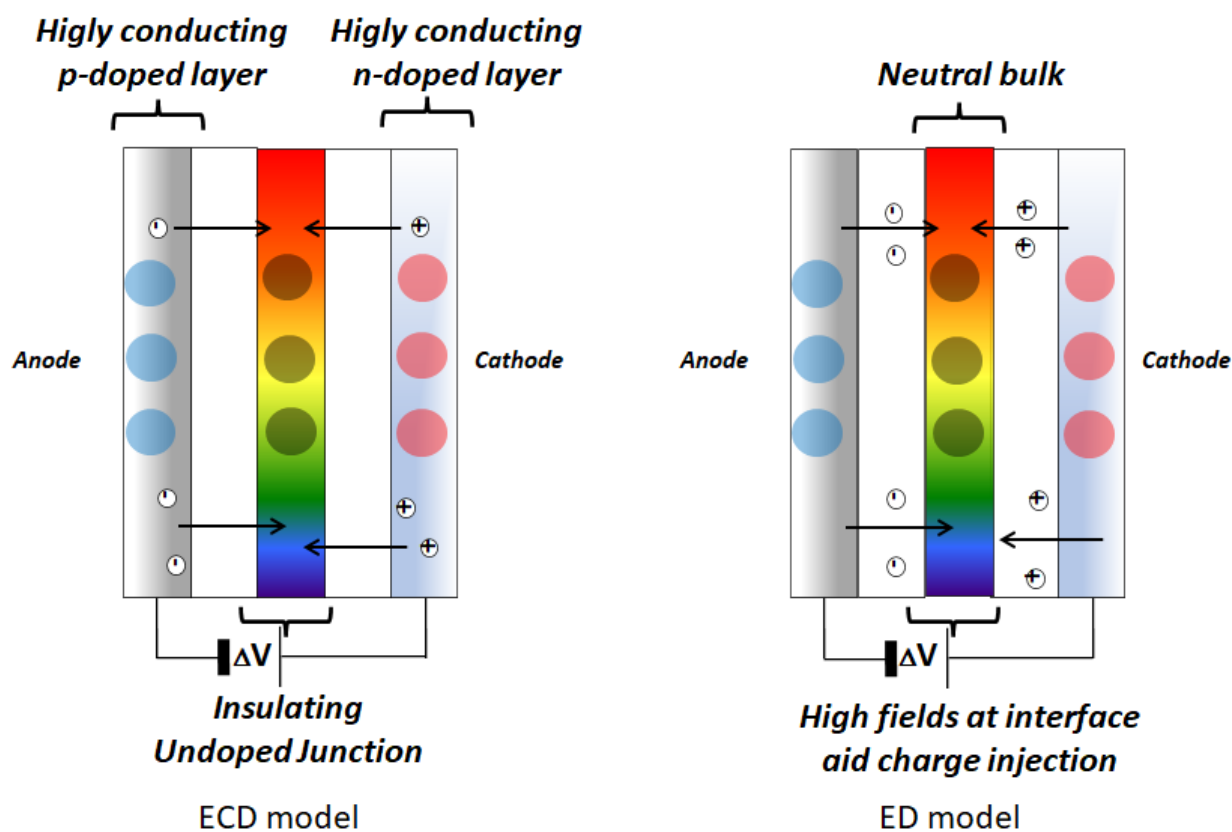 Higly conducting
p-doped layer
Higly conducting
n-doped layer
Neutral bulk
Anode
Cathode
Anode
Cathode
ΔV
ΔV
Insulating
Undoped Junction
High fields at interface
aid charge injection
ECD model
ED model